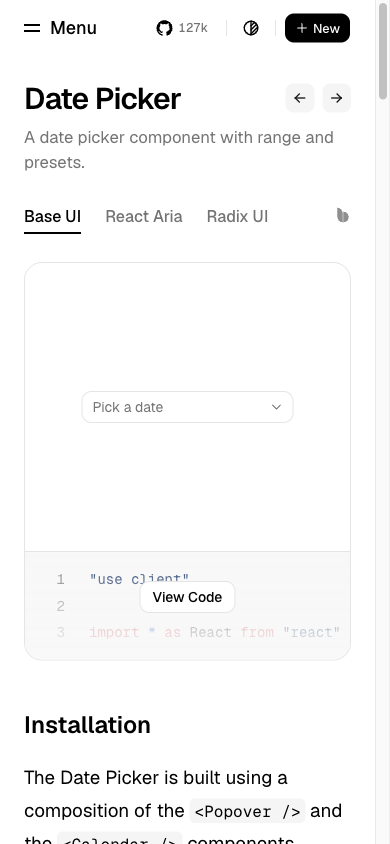 Menu
127k
New
Date Picker
A date picker component with range and
presets.
Base UI
React Aria
Radix UI
Pick a date
1 "use client"
View Code
2
3 import * as React from "react"
Installation
The Date Picker is built using a
composition of the <Popover /> and
the <Calendar /> components.